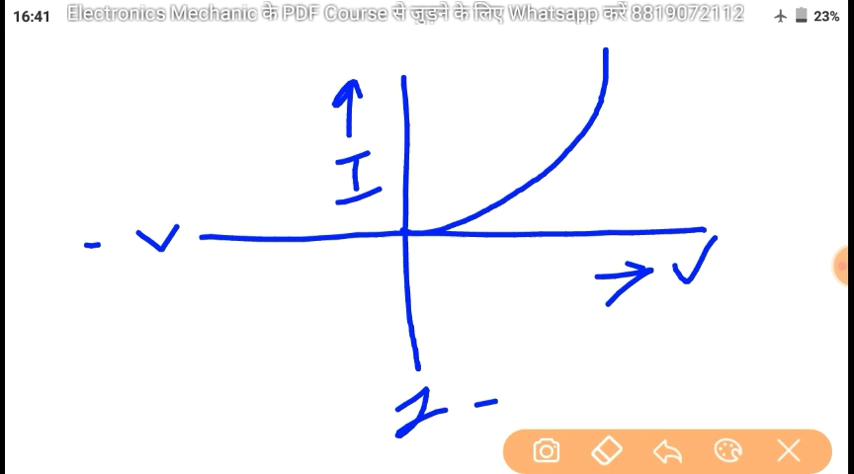 16:41 Electronics Mechanic के PDF Course से जुड़ने के लिए Whatsapp करें 8819072112 23%
I
- V
V
I -